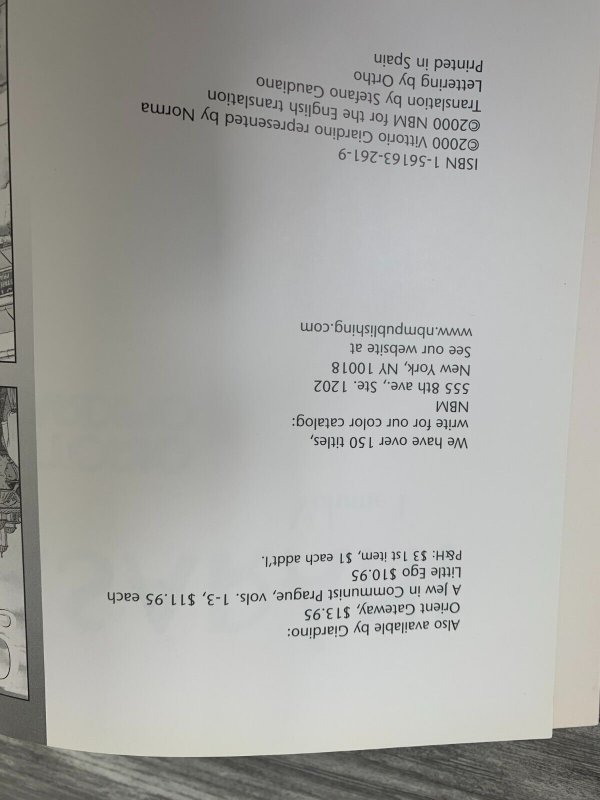 Also available by Giardino:
Orient Gateway, $13.95
A Jew in Communist Prague, vols. 1-3, $11.95 each
Little Ego $10.95
P&H: $3 1st item, $1 each addt'l.
We have over 150 titles,
write for our color catalog:
NBM
555 8th ave., Ste. 1202
New York, NY 10018
See our website at
www.nbmpublishing.com
ISBN 1-56163-261-9
©2000 Vittorio Giardino represented by Norma
©2000 NBM for the English translation
Translation by Stefano Gaudiano
Lettering by Ortho
Printed in Spain